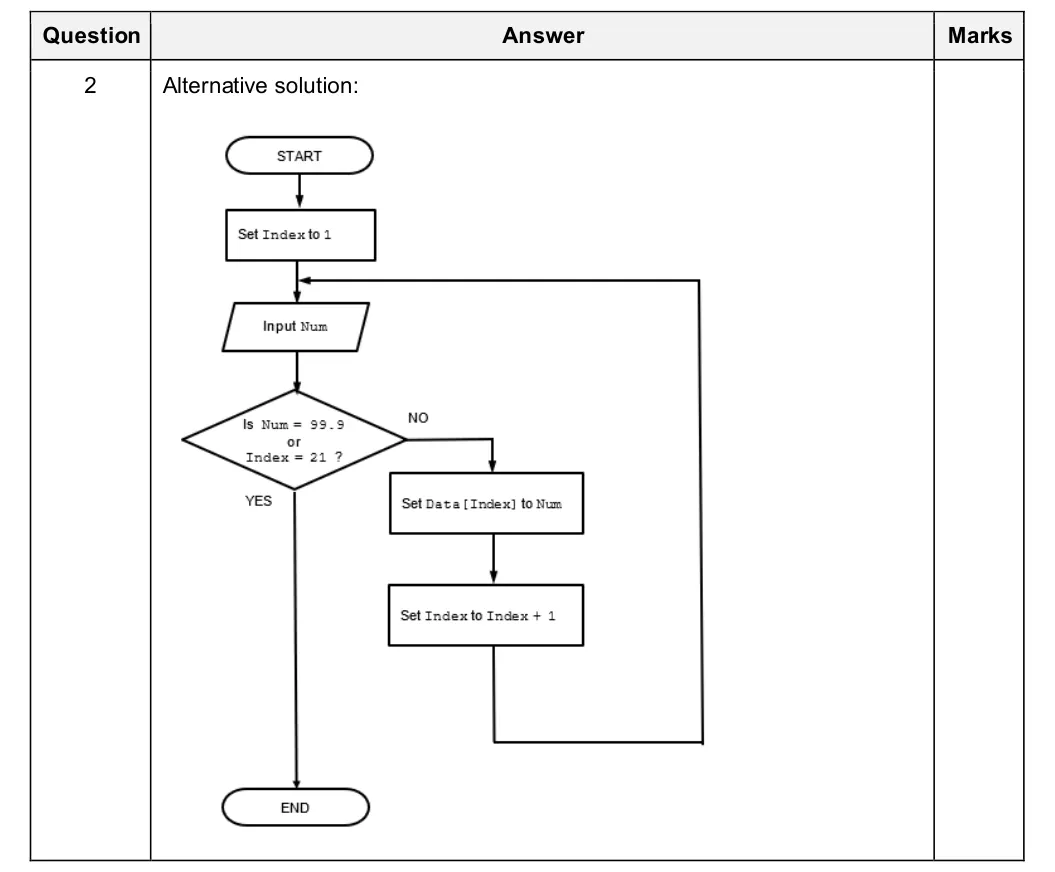 Question Answer Marks
2 Alternative solution:
START
Set Index to 1
Input Num
Is Num = 99.9
or
Index = 21 ?
NO
YES
Set Data[Index] to Num
Set Index to Index + 1
END